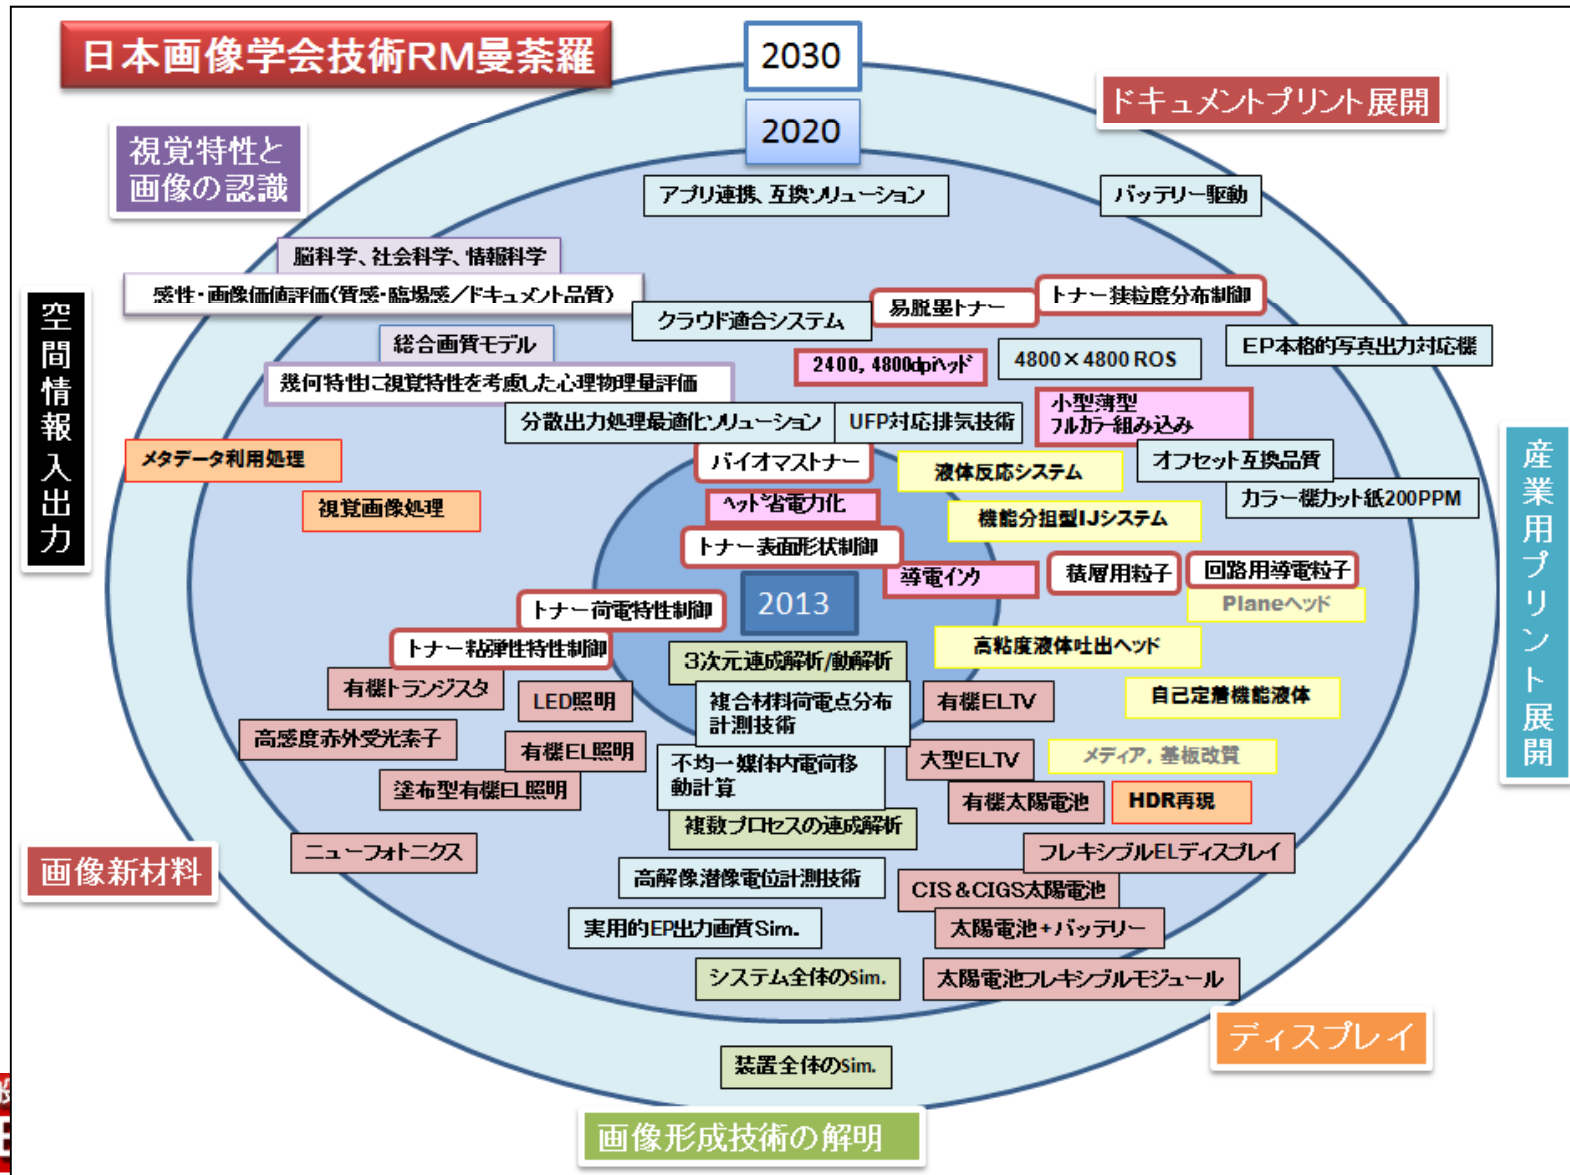 日本画像学会技術RM曼荼羅
2030
ドキュメントプリント展開
2020
視覚特性と
画像の認識
アプリ連携、互換ソリューション
バッテリー駆動
脳科学、社会科学、情報科学
感性・画像価値評価(質感・臨場感／ドキュメント品質)
易脱墨トナー
トナー狭粒度分布制御
空間情報入出力
クラウド適合システム
総合画質モデル
2400, 4800dpiヘッド
4800×4800 ROS
EP本格的写真出力対応機
幾何特性に視覚特性を考慮した心理物理量評価
小型薄型
フルカラー組み込み
分散出力処理最適化ソリューション
UFP対応排気技術
メタデータ利用処理
バイオマストナー
液体反応システム
オフセット互換品質
産業用プリント展開
視覚画像処理
ヘッド省電力化
機能分担型IJシステム
カラー機カット紙200PPM
トナー表面形状制御
導電インク
積層用粒子
回路用導電粒子
2013
Planeヘッド
トナー荷電特性制御
トナー粘弾性特性制御
高粘度液体吐出ヘッド
3次元連成解析/動解析
有機トランジスタ
LED照明
複合材料荷電点分布
計測技術
有機ELTV
自己定着機能液体
高感度赤外受光素子
有機EL照明
不均一媒体内電荷移
動計算
大型ELTV
メディア, 基板改質
塗布型有機EL照明
有機太陽電池
HDR再現
複数プロセスの連成解析
ニューフォトニクス
フレキシブルELディスプレイ
画像新材料
高解像潜像電位計測技術
CIS＆CIGS太陽電池
実用的EP出力画質Sim.
太陽電池+バッテリー
システム全体のSim.
太陽電池フレキシブルモジュール
ディスプレイ
装置全体のSim.
画像形成技術の解明